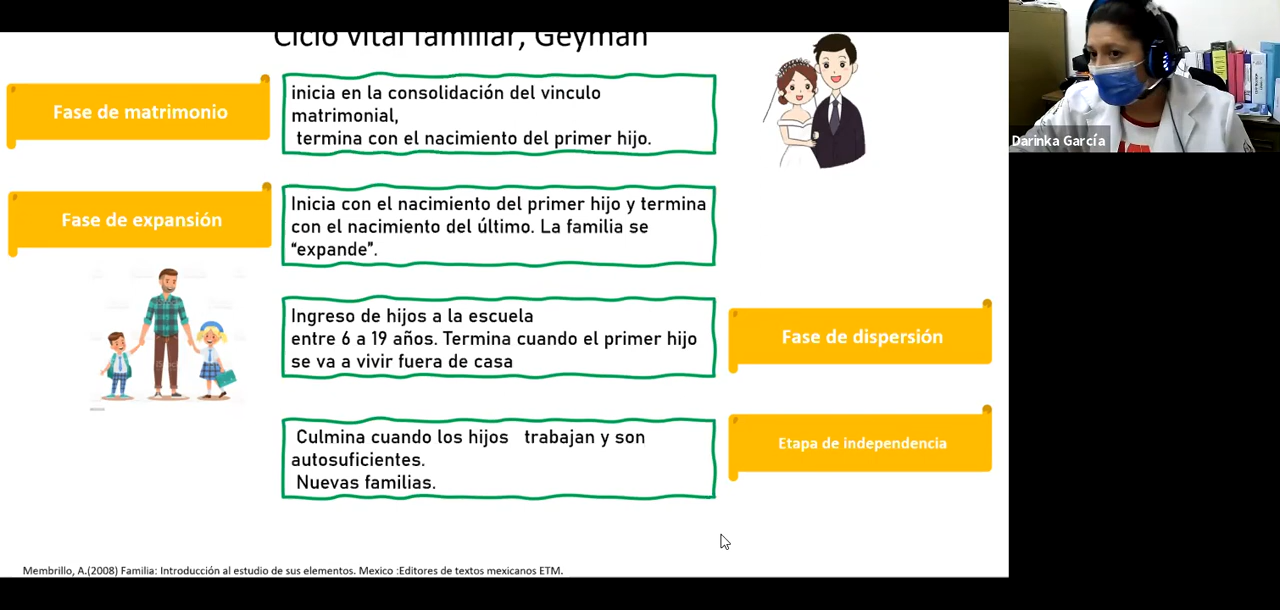 Ciclo vital familiar, Geyman
Fase de matrimonio
inicia en la consolidación del vinculo
matrimonial,
termina con el nacimiento del primer hijo.
Fase de expansión
Inicia con el nacimiento del primer hijo y termina
con el nacimiento del último. La familia se
“expande”.
Ingreso de hijos a la escuela
entre 6 a 19 años. Termina cuando el primer hijo
se va a vivir fuera de casa
Fase de dispersión
Culmina cuando los hijos trabajan y son
autosuficientes.
Nuevas familias.
Etapa de independencia
Membrillo, A.(2008) Familia: Introducción al estudio de sus elementos. Mexico :Editores de textos mexicanos ETM.
Darinka García